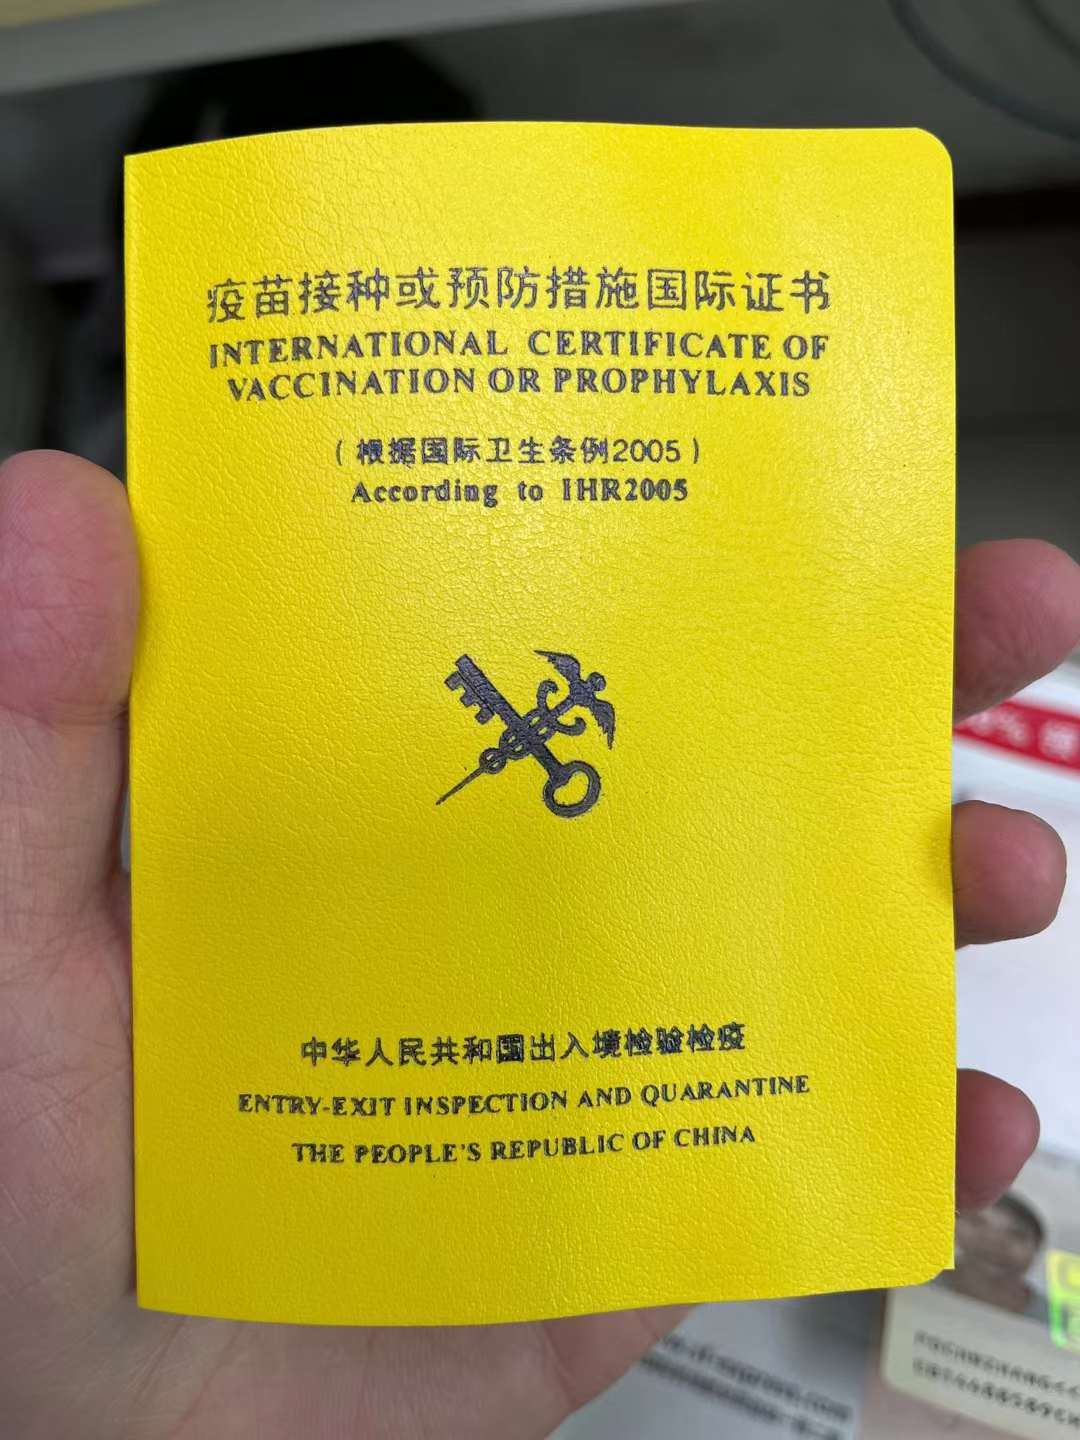 疫苗接种或预防措施国际证书
INTERNATIONAL CERTIFICATE OF
VACCINATION OR PROPHYLAXIS
(根据国际卫生条例2005)
According to IHR2005
中华人民共和国出入境检验检疫
ENTRY-EXIT INSPECTION AND QUARANTINE
THE PEOPLE'S REPUBLIC OF CHINA